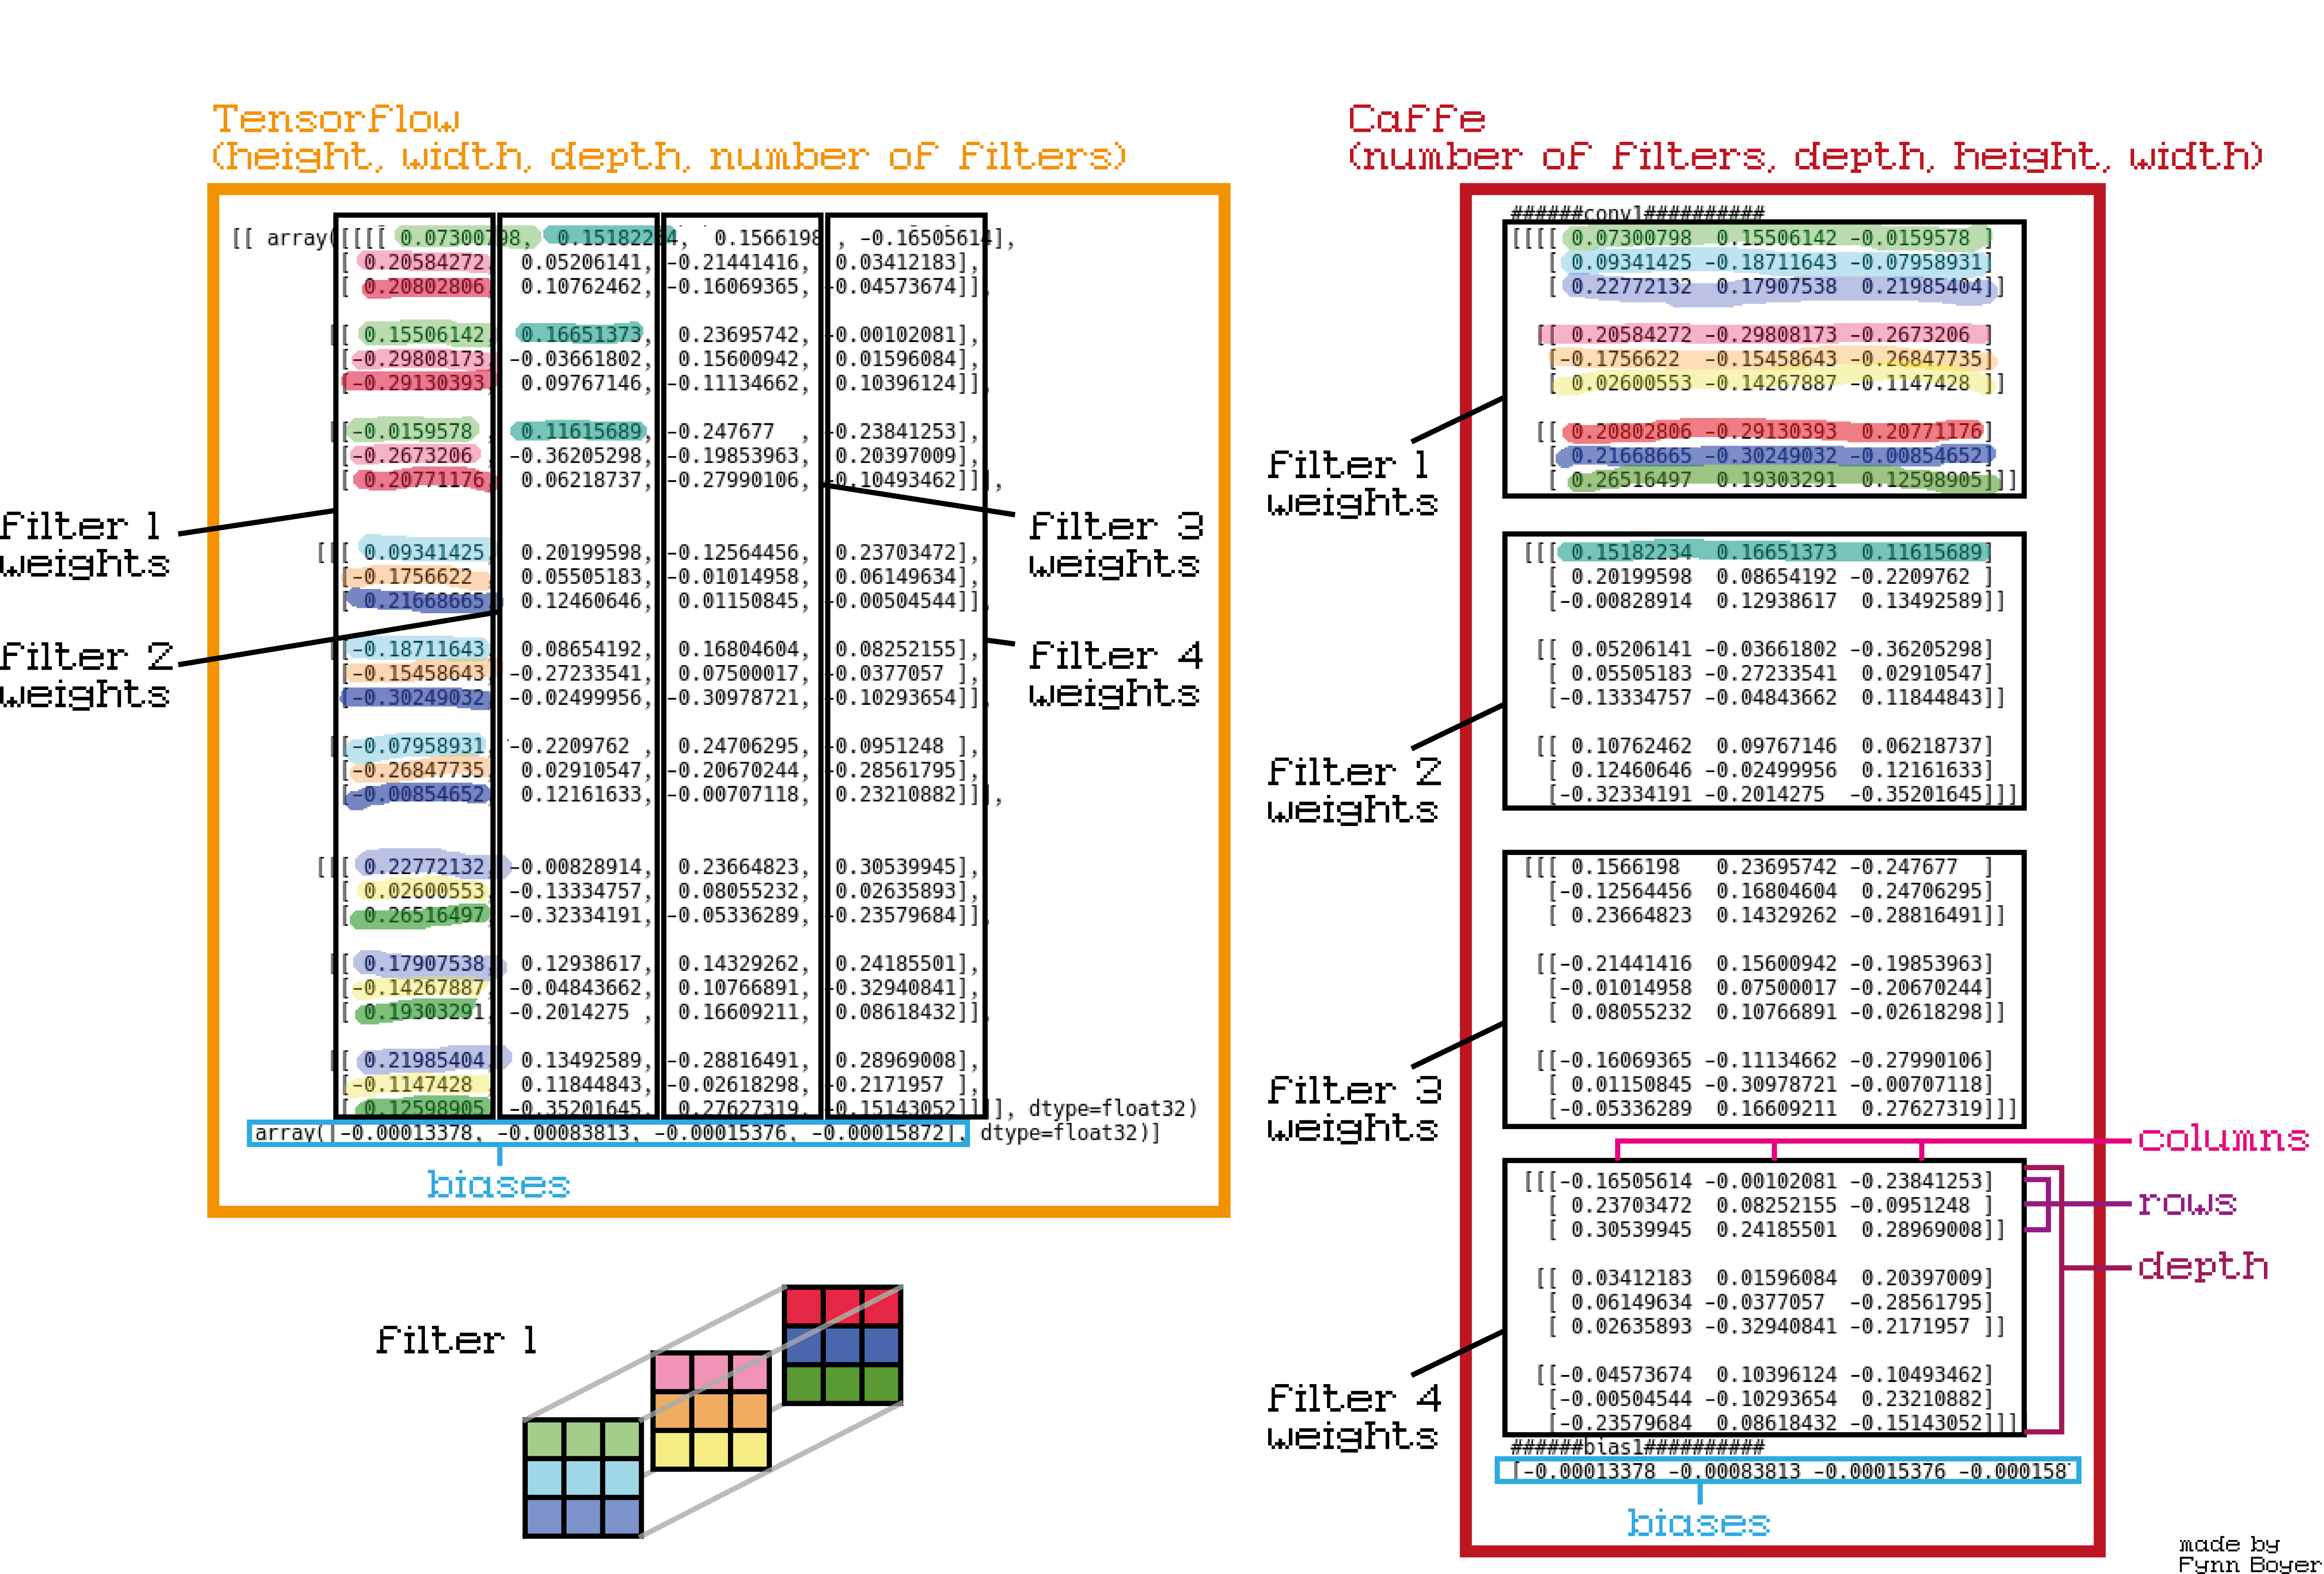 Tensorflow
(height, width, depth, number of filters)
[[ array([[[[ 0.07300798, 0.15182234, 0.1566198 , -0.16505614],
[ 0.20584272, 0.05206141, -0.21441416, 0.03412183],
[ 0.20802806, 0.10762462, -0.16069365, -0.04573674]],
[[ 0.15506142, 0.16651373, 0.23695742, -0.00102081],
[-0.29808173, -0.03661802, 0.15600942, 0.01596084],
[-0.29130393, 0.09767146, -0.11134662, 0.10396124]],
[[-0.0159578 , 0.11615689, -0.247677 , -0.23841253],
[-0.2673206 , -0.36205298, -0.19853963, 0.20397009],
[ 0.20771176, 0.06218737, -0.27990106, -0.10493462]]],
[[[ 0.09341425, 0.20199598, -0.12564456, 0.23703472],
[-0.1756622 , 0.05505183, -0.01014958, 0.06149634],
[ 0.21668665, 0.12460646, 0.01150845, -0.00504544]],
[[-0.18711643, 0.08654192, 0.16804604, 0.08252155],
[-0.15458643, -0.27233541, 0.07500017, -0.0377057 ],
[-0.30249032, -0.02499956, -0.30978721, -0.10293654]],
[[-0.07958931, -0.2209762 , 0.24706295, -0.0951248 ],
[-0.26847735, 0.02910547, -0.20670244, -0.28561795],
[-0.00854652, 0.12161633, -0.00707118, 0.23210882]]],
[[[ 0.22772132, -0.00828914, 0.23664823, 0.30539945],
[ 0.02600553, -0.13334757, 0.08055232, 0.02635893],
[ 0.26516497, -0.32334191, -0.05336289, -0.23579684]],
[[ 0.17907538, 0.12938617, 0.14329262, 0.24185501],
[-0.14267887, -0.04843662, 0.10766891, -0.32940841],
[ 0.19303291, -0.2014275 , 0.16609211, 0.08618432]],
[[ 0.21985404, 0.13492589, -0.28816491, 0.28969008],
[-0.1147428 , 0.11844843, -0.02618298, -0.2171957 ],
[ 0.12598905, -0.35201645, 0.27627319, -0.15143052]]]], dtype=float32)
array([-0.00013378, -0.00083813, -0.00015376, -0.00015872], dtype=float32)]
biases
Filter 1
weights
Filter 2
weights
Filter 3
weights
Filter 4
weights
Filter 1
Caffe
(number of filters, depth, height, width)
######conv1##########
[[[[ 0.07300798 0.15506142 -0.0159578 ]
[ 0.09341425 -0.18711643 -0.07958931]
[ 0.22772132 0.17907538 0.21985404]]
[[ 0.20584272 -0.29808173 -0.2673206 ]
[-0.1756622 -0.15458643 -0.26847735]
[ 0.02600553 -0.14267887 -0.1147428 ]]
[[ 0.20802806 -0.29130393 0.20771176]
[ 0.21668665 -0.30249032 -0.00854652]
[ 0.26516497 0.19303291 0.12598905]]]
Filter 1
weights
[[[ 0.15182234 0.16651373 0.11615689]
[ 0.20199598 0.08654192 -0.2209762 ]
[-0.00828914 0.12938617 0.13492589]]
[[ 0.05206141 -0.03661802 -0.36205298]
[ 0.05505183 -0.27233541 0.02910547]
[-0.13334757 -0.04843662 0.11844843]]
[[ 0.10762462 0.09767146 0.06218737]
[ 0.12460646 -0.02499956 0.12161633]
[-0.32334191 -0.2014275 -0.35201645]]]
Filter 2
weights
[[[ 0.1566198 0.23695742 -0.247677 ]
[-0.12564456 0.16804604 0.24706295]
[ 0.23664823 0.14329262 -0.28816491]]
[[-0.21441416 0.15600942 -0.19853963]
[-0.01014958 0.07500017 -0.20670244]
[ 0.08055232 0.10766891 -0.02618298]]
[[-0.16069365 -0.11134662 -0.27990106]
[ 0.01150845 -0.30978721 -0.00707118]
[-0.05336289 0.16609211 0.27627319]]]
Filter 3
weights
columns
rows
depth
[[[-0.16505614 -0.00102081 -0.23841253]
[ 0.23703472 0.08252155 -0.0951248 ]
[ 0.30539945 0.24185501 0.28969008]]
[[ 0.03412183 0.01596084 0.20397009]
[ 0.06149634 -0.0377057 -0.28561795]
[ 0.02635893 -0.32940841 -0.2171957 ]]
[[-0.04573674 0.10396124 -0.10493462]
[-0.00504544 -0.10293654 0.23210882]
[-0.23579684 0.08618432 -0.15143052]]]
Filter 4
weights
######bias1##########
[-0.00013378 -0.00083813 -0.00015376 -0.000158
biases
made by
Fynn Boyer